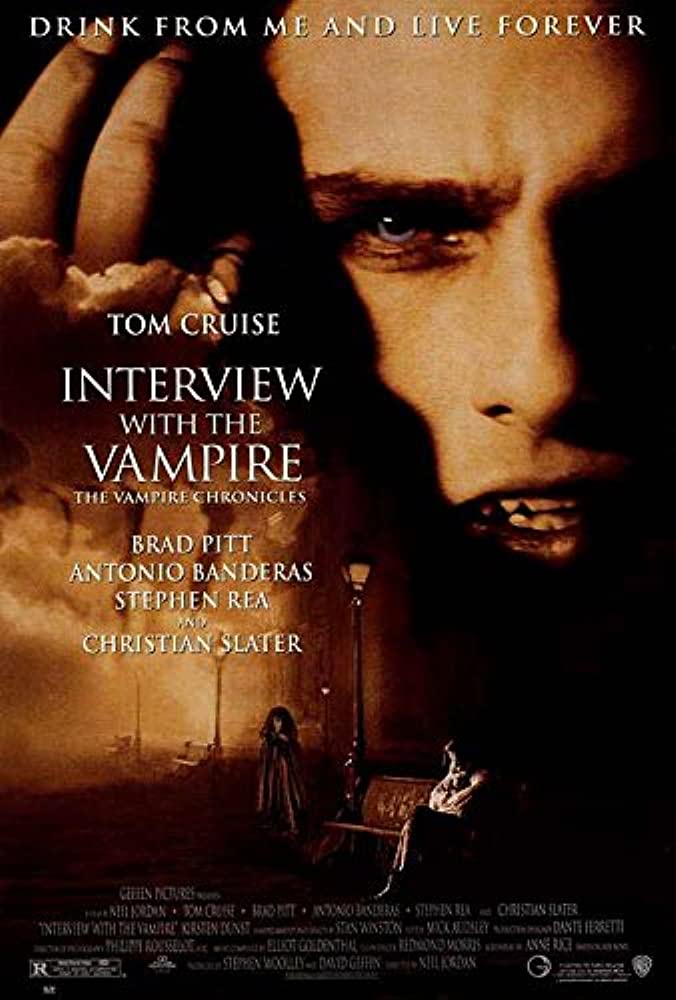 DRINK FROM ME AND LIVE FOREVER
TOM CRUISE
INTERVIEW
WITH THE
VAMPIRE
THE VAMPIRE CHRONICLES
BRAD PITT
ANTONIO BANDERAS
STEPHEN REA
AND
CHRISTIAN SLATER
GEFFEN PICTURES
NEIL JORDAN • TOM CRUISE • BRAD PITT • ANTONIO BANDERAS • STEPHEN REA CHRISTIAN SLATER
"INTERVIEW WITH THE VAMPIRE" KIRSTEN DUNST STAN WINSTON MICK AUDSLEY DANTE FERRETTI
PHILIPPE ROUSSELOT ELLIOT GOLDENTHAL REDMOND MORRIS ANNE RICE
R STEPHEN WOOLLEY AND DAVID GEFFEN NEIL JORDAN